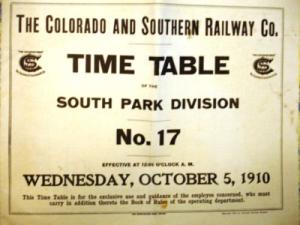 THE COLORADO AND SOUTHERN RAILWAY CO.
TIME TABLE
OF THE
SOUTH PARK DIVISION
No. 17
EFFECTIVE AT 12:01 O'CLOCK A. M.
WEDNESDAY, OCTOBER 5, 1910
This Time Table is for the exclusive use and guidance of the employes concerned, who must
carry in addition thereto the Book of Rules of the operating department.